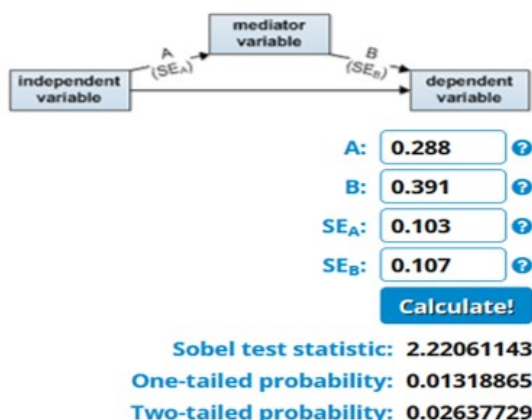 mediator
variable
A
(SEA)
B
(SEB)
independent
variable
dependent
variable
A: 0.288 ?
B: 0.391 ?
SEA: 0.103 ?
SEB: 0.107 ?
Calculate!
Sobel test statistic: 2.22061143
One-tailed probability: 0.01318865
Two-tailed probability: 0.02637729